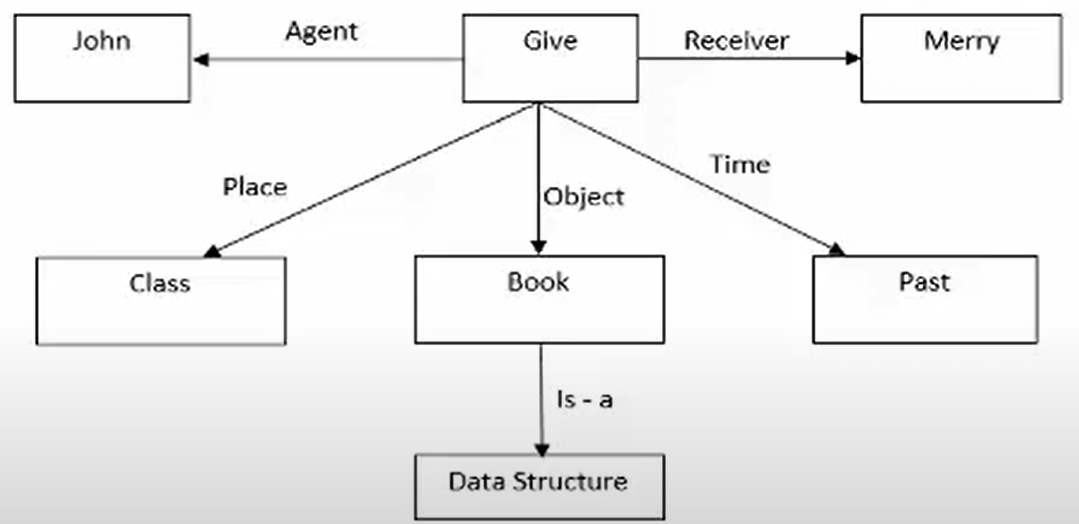 John
Agent
Give
Receiver
Merry
Place
Object
Time
Class
Book
Past
Is - a
Data Structure